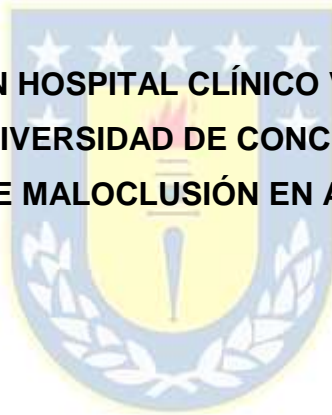 N HOSPITAL CLÍNICO V
IVERSIDAD DE CONC
E MALOCLUSIÓN EN A